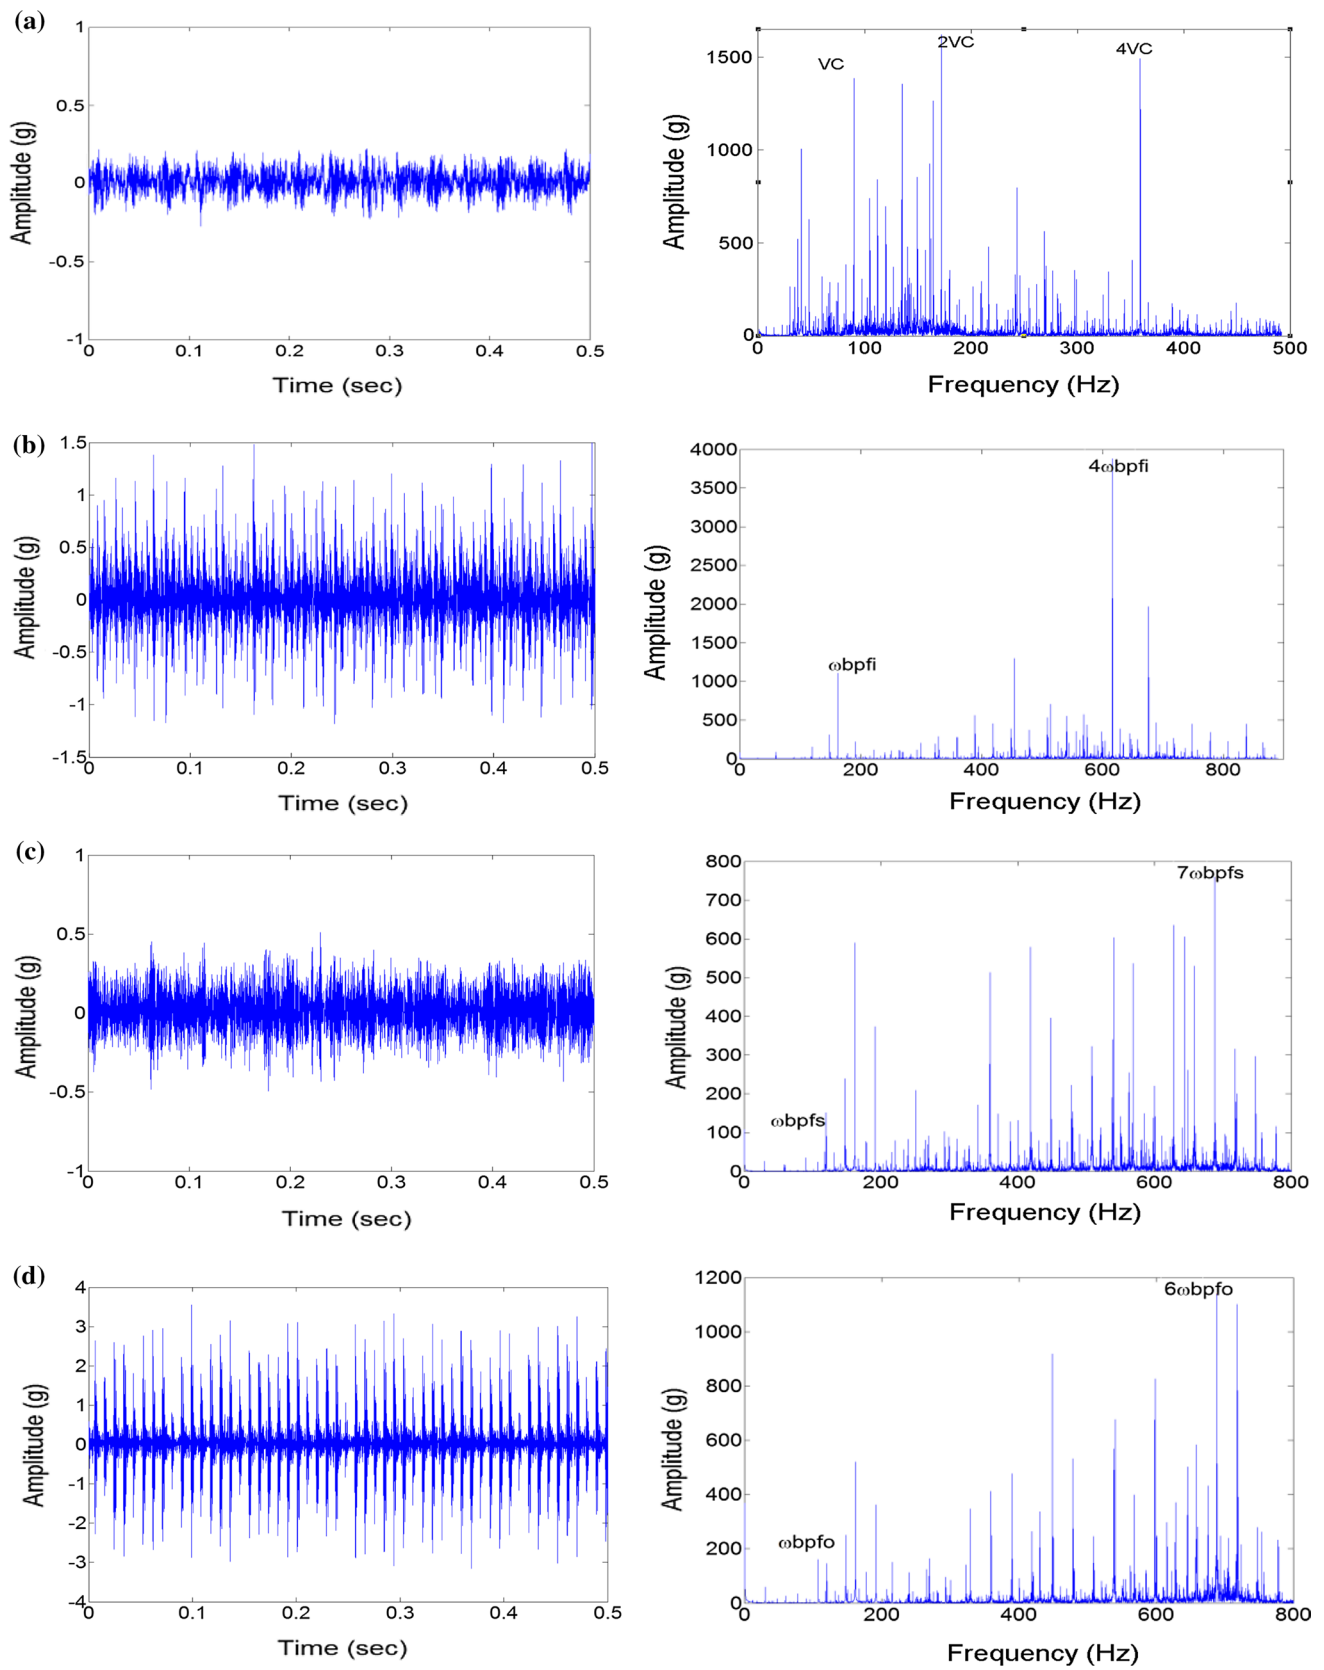 (a)
1
0.5
0
-0.5
-1
Amplitude (g)
0 0.1 0.2 0.3 0.4 0.5
Time (sec)
VC 2VC 4VC
1500
1000
500
0
Amplitude (g)
0 100 200 300 400 500
Frequency (Hz)
(b)
1.5
1
0.5
0
-0.5
-1
-1.5
Amplitude (g)
0 0.1 0.2 0.3 0.4 0.5
Time (sec)
4000
3500
3000
2500
2000
1500
1000
500
0
Amplitude (g)
4ωbpfi
ωbpfi
0 200 400 600 800
Frequency (Hz)
(c)
1
0.5
0
-0.5
-1
Amplitude (g)
0 0.1 0.2 0.3 0.4 0.5
Time (sec)
800
700
600
500
400
300
200
100
0
Amplitude (g)
7ωbpfs
ωbpfs
0 200 400 600 800
Frequency (Hz)
(d)
4
3
2
1
0
-1
-2
-3
-4
Amplitude (g)
0 0.1 0.2 0.3 0.4 0.5
Time (sec)
1200
1000
800
600
400
200
0
Amplitude (g)
6ωbpfo
ωbpfo
0 200 400 600 800
Frequency (Hz)